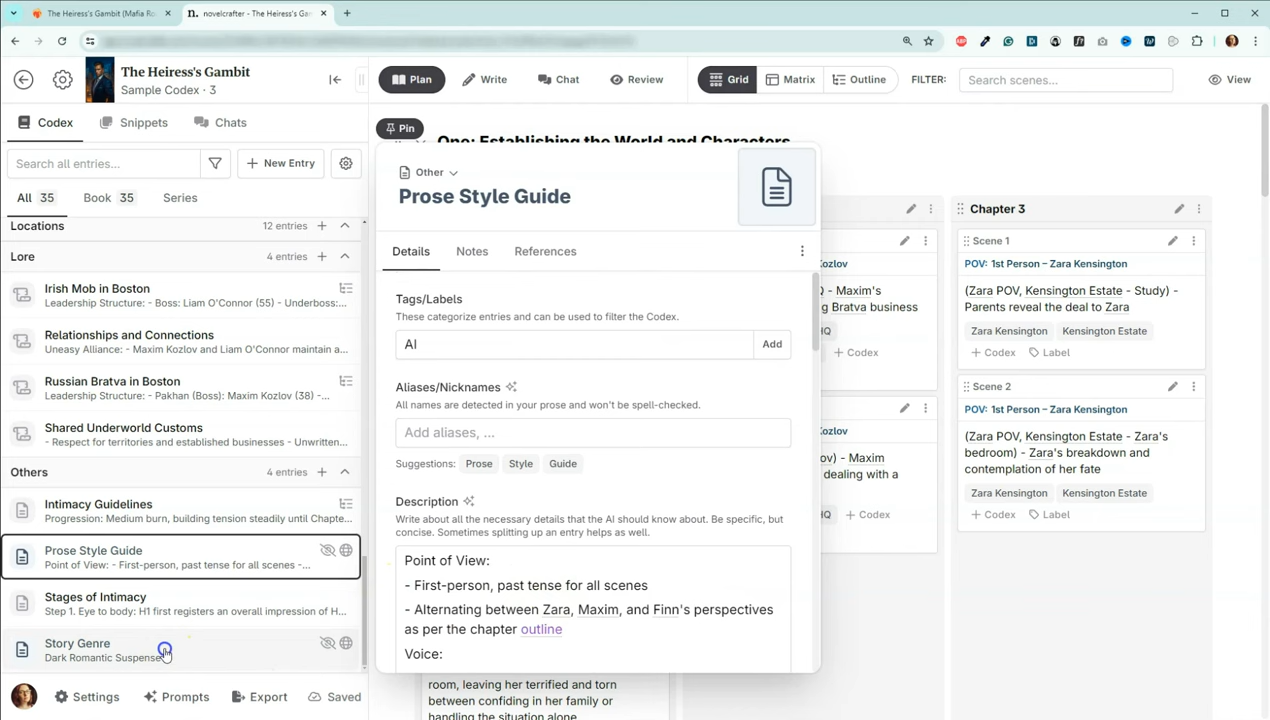 The Heiress's Gambit (Mafia Ro
novelcrafter - The Heiress's Ga
The Heiress's Gambit
Sample Codex · 3
Plan
Write
Chat
Review
Grid
Matrix
Outline
FILTER:
Search scenes...
View
Codex
Snippets
Chats
Search all entries...
+ New Entry
All 35
Book 35
Series
Locations
12 entries
Lore
4 entries
Irish Mob in Boston
Leadership Structure: - Boss: Liam O'Connor (55) - Underboss:...
Relationships and Connections
Uneasy Alliance: - Maxim Kozlov and Liam O'Connor maintain a...
Russian Bratva in Boston
Leadership Structure: - Pakhan (Boss): Maxim Kozlov (38) -...
Shared Underworld Customs
- Respect for territories and established businesses - Unwritten...
Others
4 entries
Intimacy Guidelines
Progression: Medium burn, building tension steadily until Chapte...
Prose Style Guide
Point of View: - First-person, past tense for all scenes -...
Stages of Intimacy
Step 1. Eye to body: H1 first registers an overall impression of H...
Story Genre
Dark Romantic Suspense
Settings
Prompts
Export
Saved
Pin
One: Establishing the World and Characters
Other
Prose Style Guide
Details
Notes
References
Tags/Labels
These categorize entries and can be used to filter the Codex.
AI
Add
Aliases/Nicknames
All names are detected in your prose and won't be spell-checked.
Add aliases, ...
Suggestions: Prose Style Guide
Description
Write about all the necessary details that the AI should know about. Be specific, but
concise. Sometimes splitting up an entry helps as well.
Point of View:
- First-person, past tense for all scenes
- Alternating between Zara, Maxim, and Finn's perspectives
as per the chapter outline
Voice:
Kozlov
Q - Maxim's
g Bratva business
HQ
+ Codex
Kozlov
ov) - Maxim
dealing with a
HQ
+ Codex
room, leaving her terrified and torn
between confiding in her family or
handling the situation alone
Chapter 3
Scene 1
POV: 1st Person – Zara Kensington
(Zara POV, Kensington Estate - Study) -
Parents reveal the deal to Zara
Zara Kensington
Kensington Estate
+ Codex
Label
Scene 2
POV: 1st Person – Zara Kensington
(Zara POV, Kensington Estate - Zara's
bedroom) - Zara's breakdown and
contemplation of her fate
Zara Kensington
Kensington Estate
+ Codex
Label